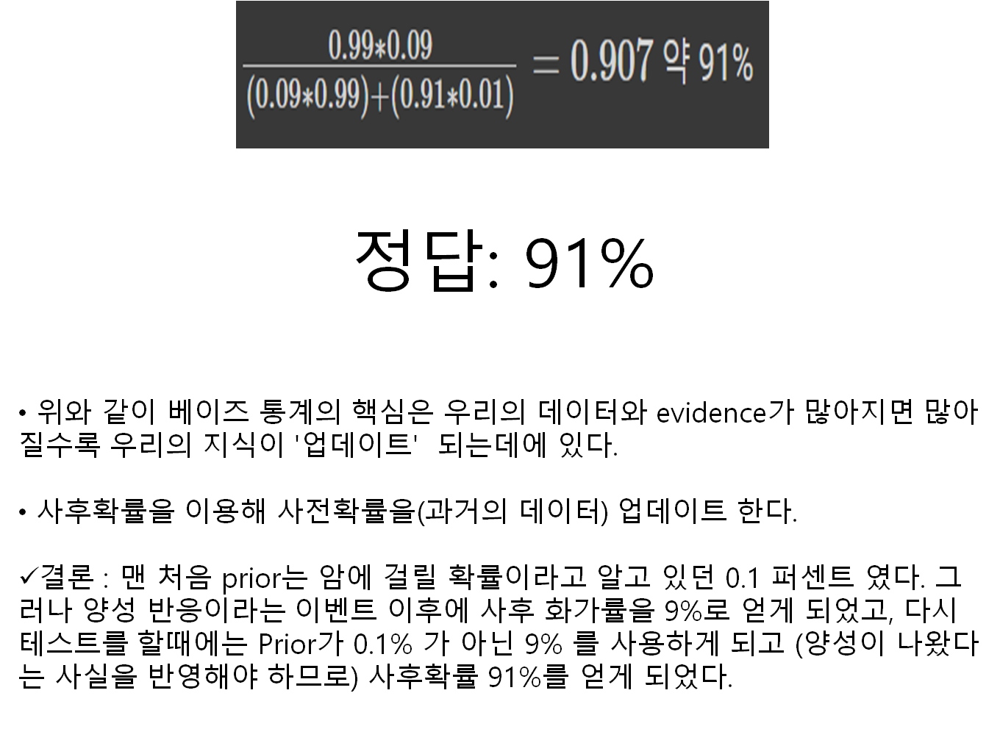 0.99*0.09
(0.09*0.99)+(0.91*0.01)
= 0.907 약 91%
정답: 91%
• 위와 같이 베이즈 통계의 핵심은 우리의 데이터와 evidence가 많아지면 많아
질수록 우리의 지식이 '업데이트' 되는데에 있다.
• 사후확률을 이용해 사전확률을(과거의 데이터) 업데이트 한다.
✓결론 : 맨 처음 prior는 암에 걸릴 확률이라고 알고 있던 0.1 퍼센트 였다. 그
러나 양성 반응이라는 이벤트 이후에 사후 화가률을 9%로 얻게 되었고, 다시
테스트를 할때에는 Prior가 0.1% 가 아닌 9% 를 사용하게 되고 (양성이 나왔다
는 사실을 반영해야 하므로) 사후확률 91%를 얻게 되었다.